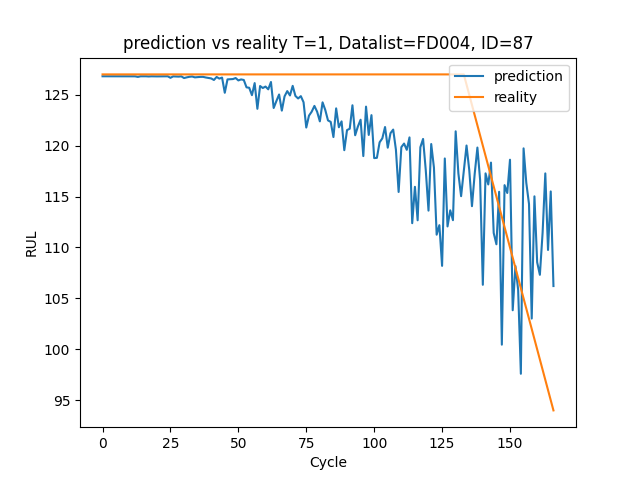 prediction vs reality T=1, Datalist=FD004, ID=87
prediction
reality
RUL
125
120
115
110
105
100
95
0 25 50 75 100 125 150
Cycle